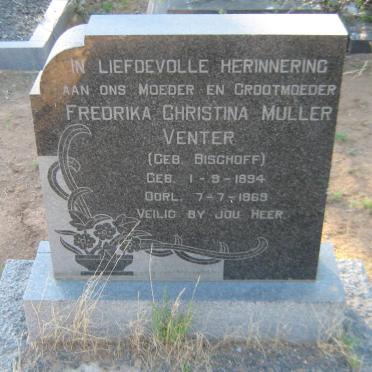 IN LIEFDEVOLLE HERINNERING
AAN ONS MOEDER EN GROOTMOEDER
FREDRIKA CHRISTINA MULLER
VENTER
(GEB. BISCHOFF)
GEB. 1-9-1894
OORL. 7-7-1969
VEILIG BY JOU HEER.